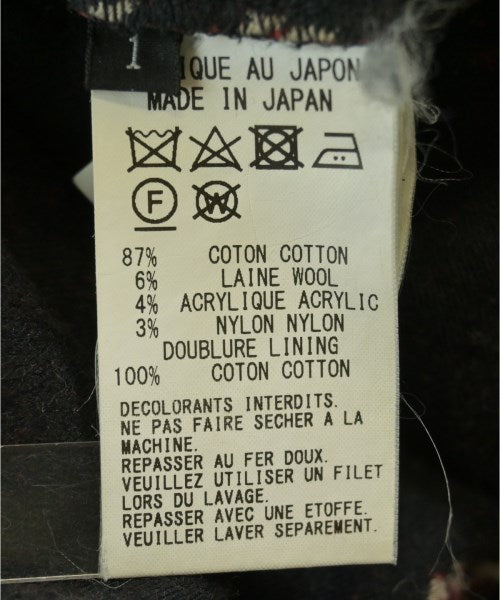 1
IQUE AU JAPON
MADE IN JAPAN
F W
87% COTON COTTON
6% LAINE WOOL
4% ACRYLIQUE ACRYLIC
3% NYLON NYLON
DOUBLURE LINING
100% COTON COTTON
DECOLORANTS INTERDITS.
NE PAS FAIRE SECHER A LA
MACHINE.
REPASSER AU FER DOUX.
VEUILLEZ UTILISER UN FILET
LORS DU LAVAGE.
REPASSER AVEC UNE ETOFFE.
VEUILLER LAVER SEPAREMENT.